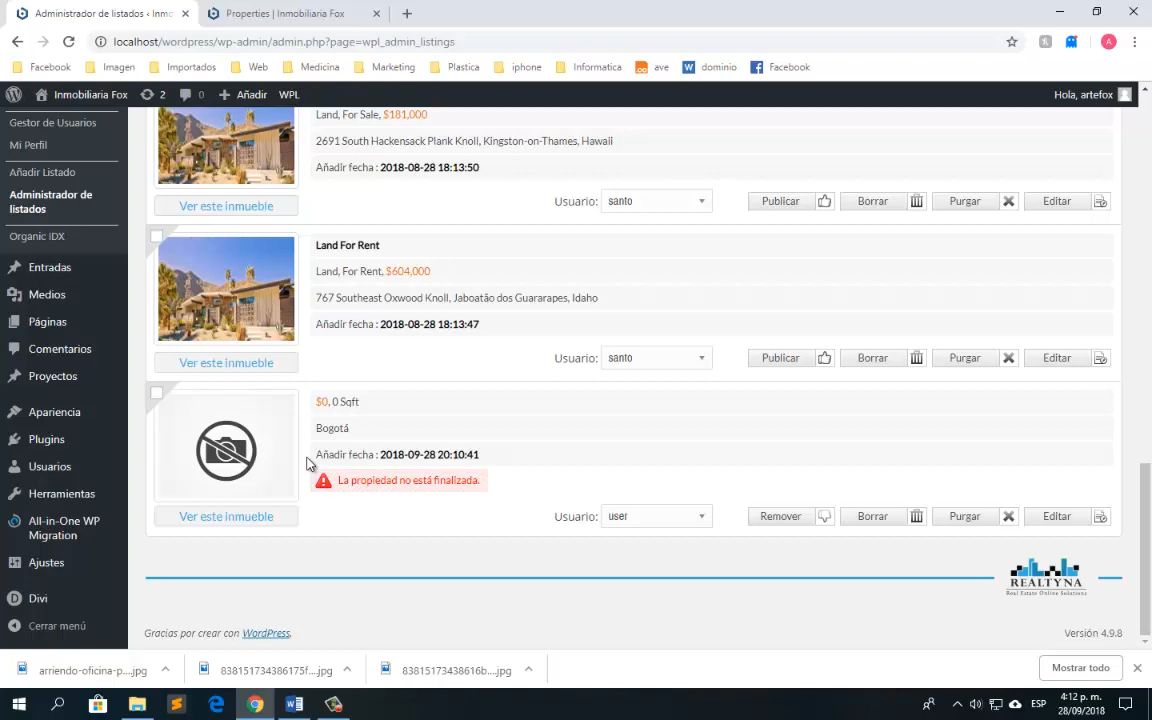 Administrador de listados ‹ Inmo
Properties | Inmobiliaria Fox
localhost/wordpress/wp-admin/admin.php?page=wpl_admin_listings
A
Facebook
Imagen
Importados
Web
Medicina
Marketing
Plastica
iphone
Informatica
ave
W dominio
Facebook
Inmobiliaria Fox
2
0
Añadir
WPL
Hola, artefox
Gestor de Usuarios
Mi Perfil
Añadir Listado
Administrador de
listados
Organic IDX
Entradas
Medios
Páginas
Comentarios
Proyectos
Apariencia
Plugins
Usuarios
Herramientas
All-in-One WP
Migration
Ajustes
D Divi
Cerrar menú
Land, For Sale, $181,000
2691 South Hackensack Plank Knoll, Kingston-on-Thames, Hawaii
Añadir fecha : 2018-08-28 18:13:50
Ver este inmueble
Usuario: santo
Publicar
Borrar
Purgar
Editar
Land For Rent
Land, For Rent, $604,000
767 Southeast Oxwood Knoll, Jaboatão dos Guararapes, Idaho
Añadir fecha : 2018-08-28 18:13:47
Ver este inmueble
Usuario: santo
Publicar
Borrar
Purgar
Editar
$0, 0 Sqft
Bogotá
Añadir fecha : 2018-09-28 20:10:41
La propiedad no está finalizada.
Ver este inmueble
Usuario: user
Remover
Borrar
Purgar
Editar
REALTYNA
Real Estate Online Solutions
Gracias por crear con WordPress.
Versión 4.9.8
arriendo-oficina-p....jpg
838151734386175f....jpg
83815173438616b....jpg
Mostrar todo
ESP
4:12 p. m.
28/09/2018